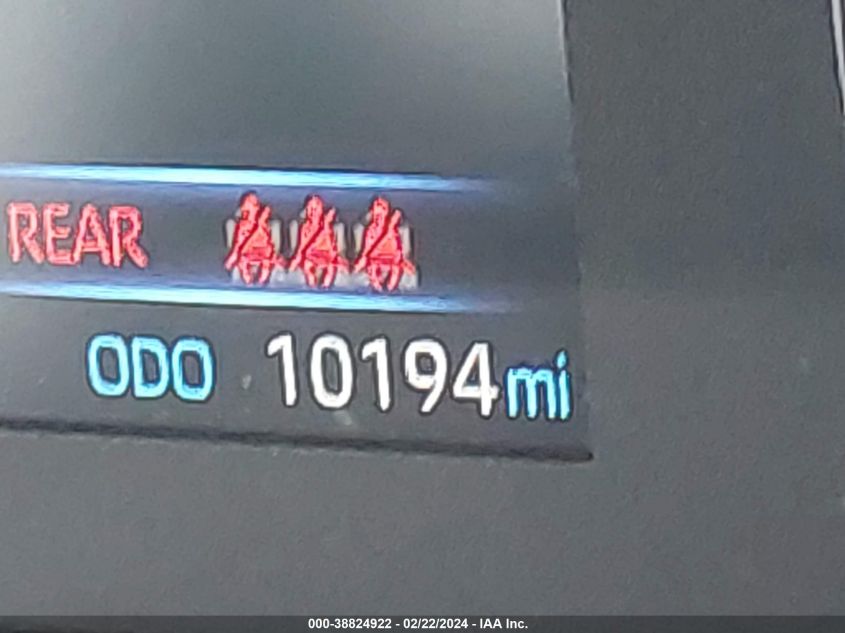 REAR
ODO 10194mi
000-38824922 - 02/22/2024 - IAA Inc.